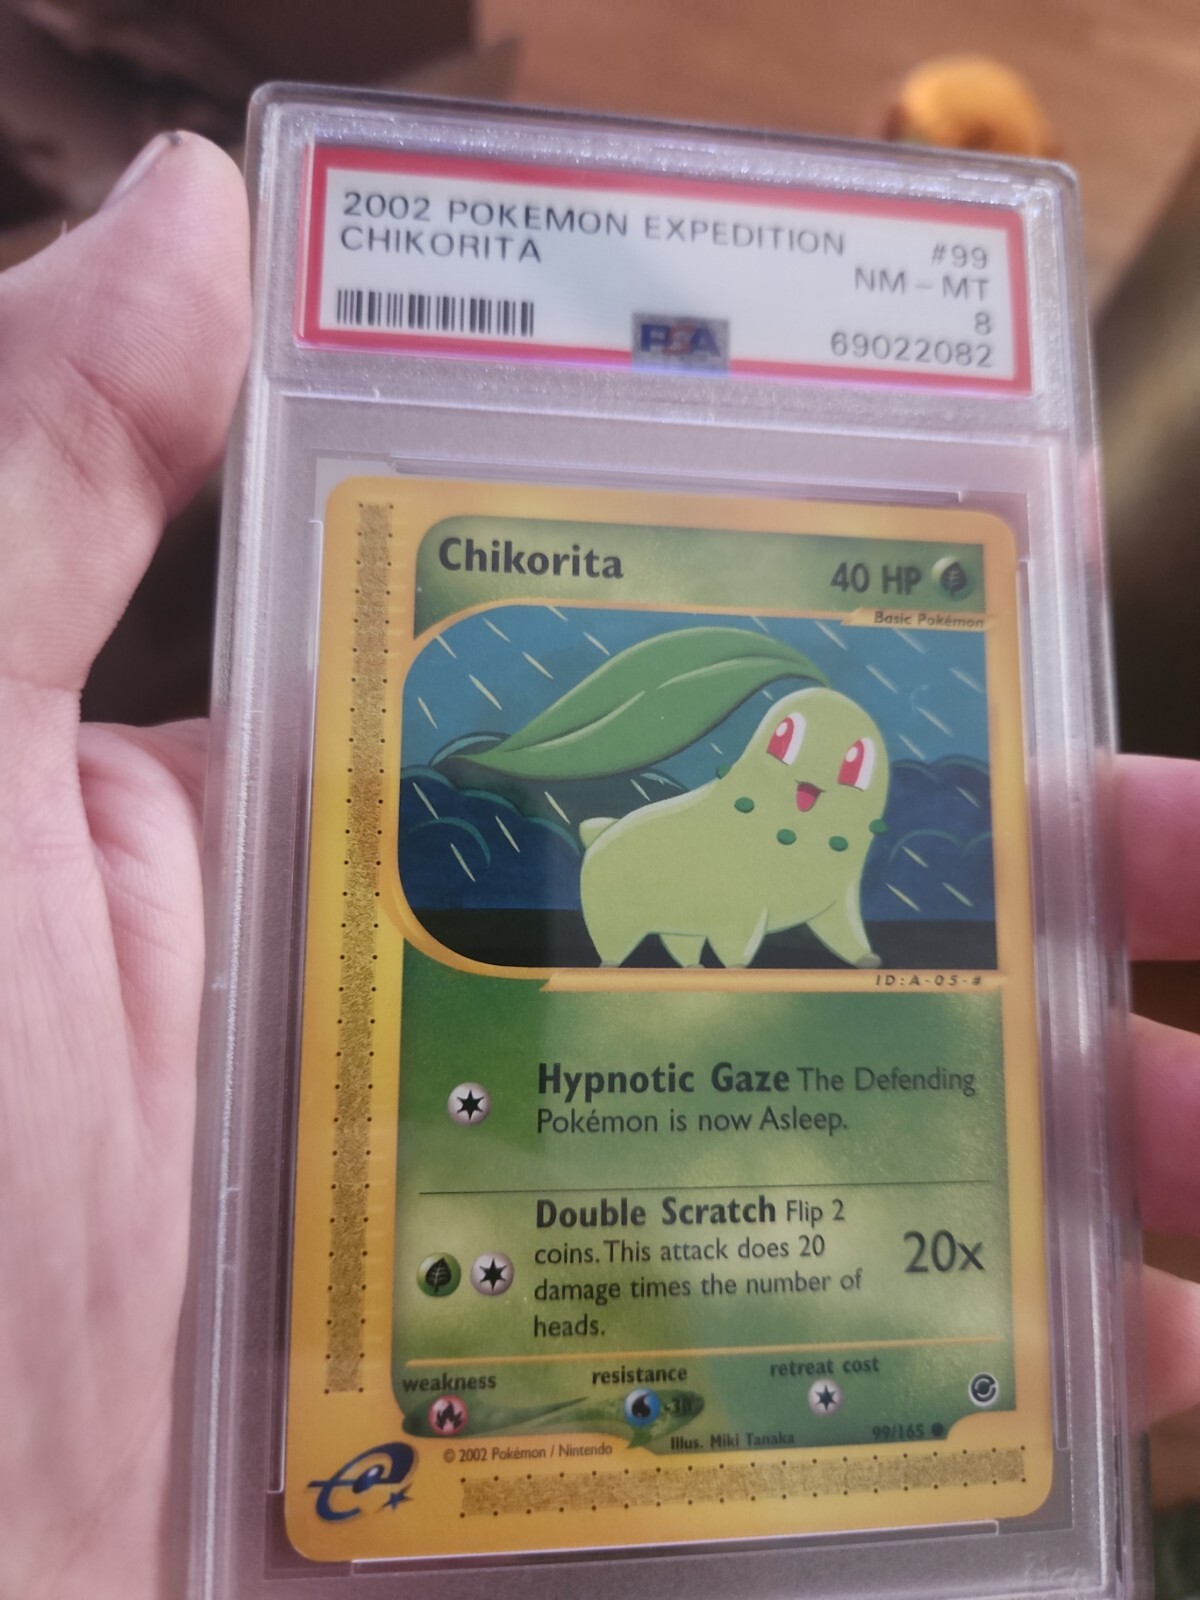 2002 POKEMON EXPEDITION #99
CHIKORITA NM - MT
8
PSA 69022082
Chikorita 40 HP
Basic Pokémon
ID:A-05-#
Hypnotic Gaze The Defending
Pokémon is now Asleep.
Double Scratch Flip 2
coins. This attack does 20
damage times the number of
heads.
20x
weakness resistance retreat cost
-30
Illus. Miki Tanaka 99/165
© 2002 Pokémon / Nintendo
e